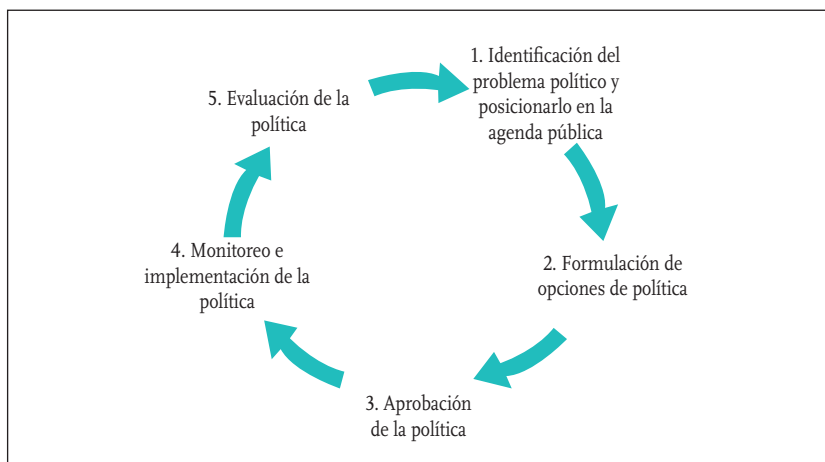 1. Identificación del
problema político y
posicionarlo en la
agenda pública
2. Formulación de
opciones de política
3. Aprobación
de la política
4. Monitoreo e
implementación de la
política
5. Evaluación de la
política